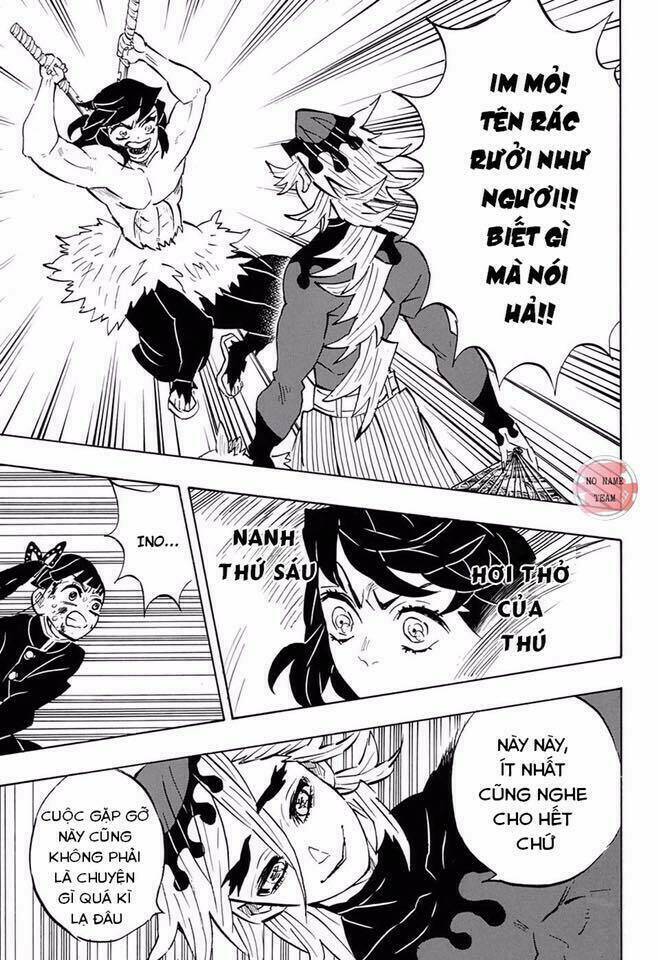 IM MỎ!
TÊN RÁC
RƯỞI NHƯ
NGƯƠI!!
BIẾT GÌ
MÀ NÓI
HẢ!!
NO NAME
TEAM
HƠI THỞ
CỦA
THÚ
NANH
THỨ SÁU
INO...
NÀY NÀY,
ÍT NHẤT
CŨNG NGHE
CHO HẾT
CHỨ
CUỘC GẶP GỠ
NÀY CŨNG
KHÔNG PHẢI
LÀ CHUYỆN
GÌ QUÁ KÌ
LẠ ĐÂU